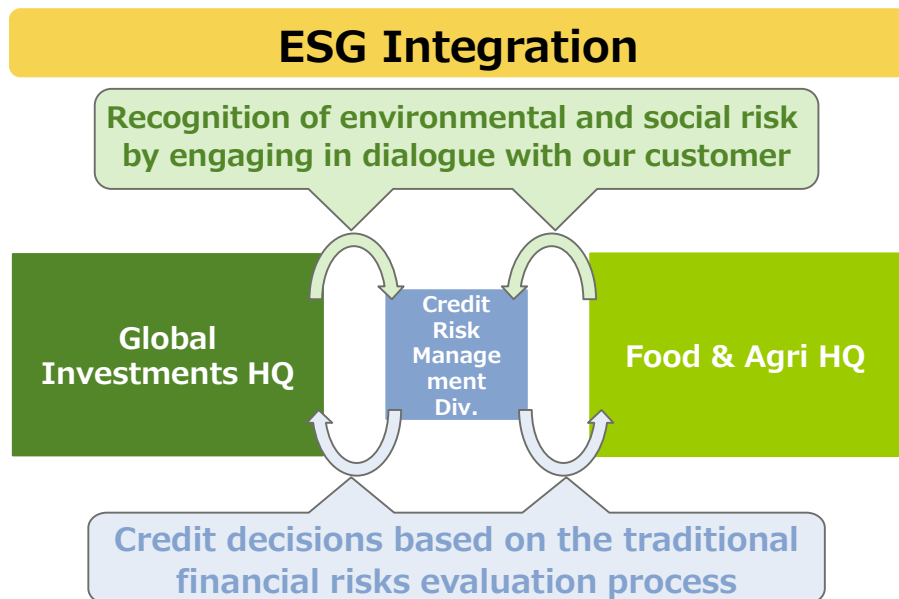 ESG Integration
Recognition of environmental and social risk
by engaging in dialogue with our customer
Global
Investments HQ
Credit
Risk
Manage
ment
Div.
Food & Agri HQ
Credit decisions based on the traditional
financial risks evaluation process